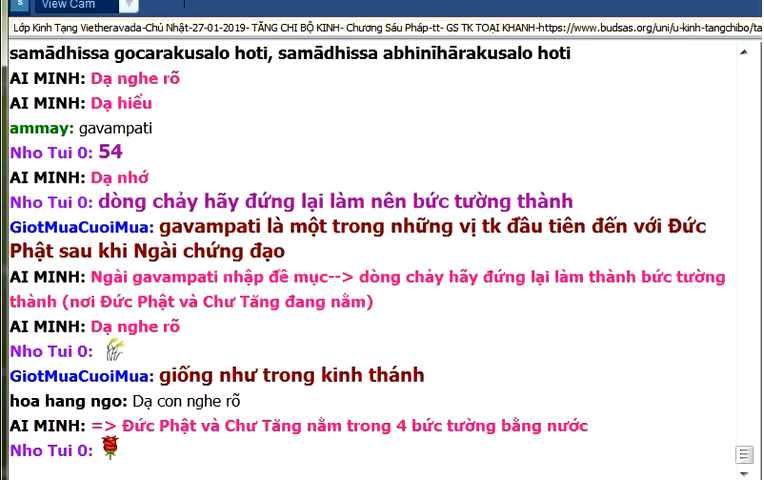 View Cam
Lớp Kinh Tạng Vietheravada-Chủ Nhật-27-01-2019- TĂNG CHI BỘ KINH- Chương Sáu Pháp-tt- GS TK TOẠI KHANH-https://www.budsas.org/uni/u-kinh-tangchibo/ta
samādhissa gocarakusalo hoti, samādhissa abhinīhārakusalo hoti
AI MINH: Dạ nghe rõ
AI MINH: Dạ hiểu
ammay: gavampati
Nho Tui 0: 54
AI MINH: Dạ nhớ
Nho Tui 0: dòng chảy hãy đứng lại làm nên bức tường thành
GiotMuaCuoiMua: gavampati là một trong những vị tk đầu tiên đến với Đức
Phật sau khi Ngài chứng đạo
AI MINH: Ngài gavampati nhập đề mục--> dòng chảy hãy đứng lại làm thành bức tường
thành (nơi Đức Phật và Chư Tăng đang nằm)
AI MINH: Dạ nghe rõ
Nho Tui 0:
GiotMuaCuoiMua: giống như trong kinh thánh
hoa hang ngo: Dạ con nghe rõ
AI MINH: => Đức Phật và Chư Tăng nằm trong 4 bức tường bằng nước
Nho Tui 0: